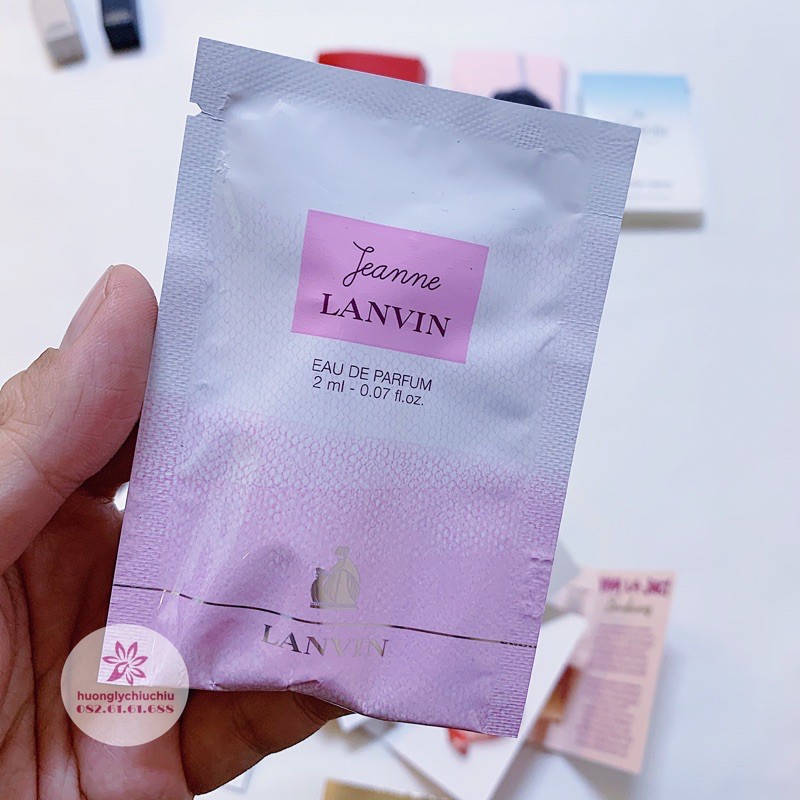 Jeanne
LANVIN
EAU DE PARFUM
2 ml - 0.07 fl.oz.
LANVIN
huonglychiuchiu
082.61.61.688